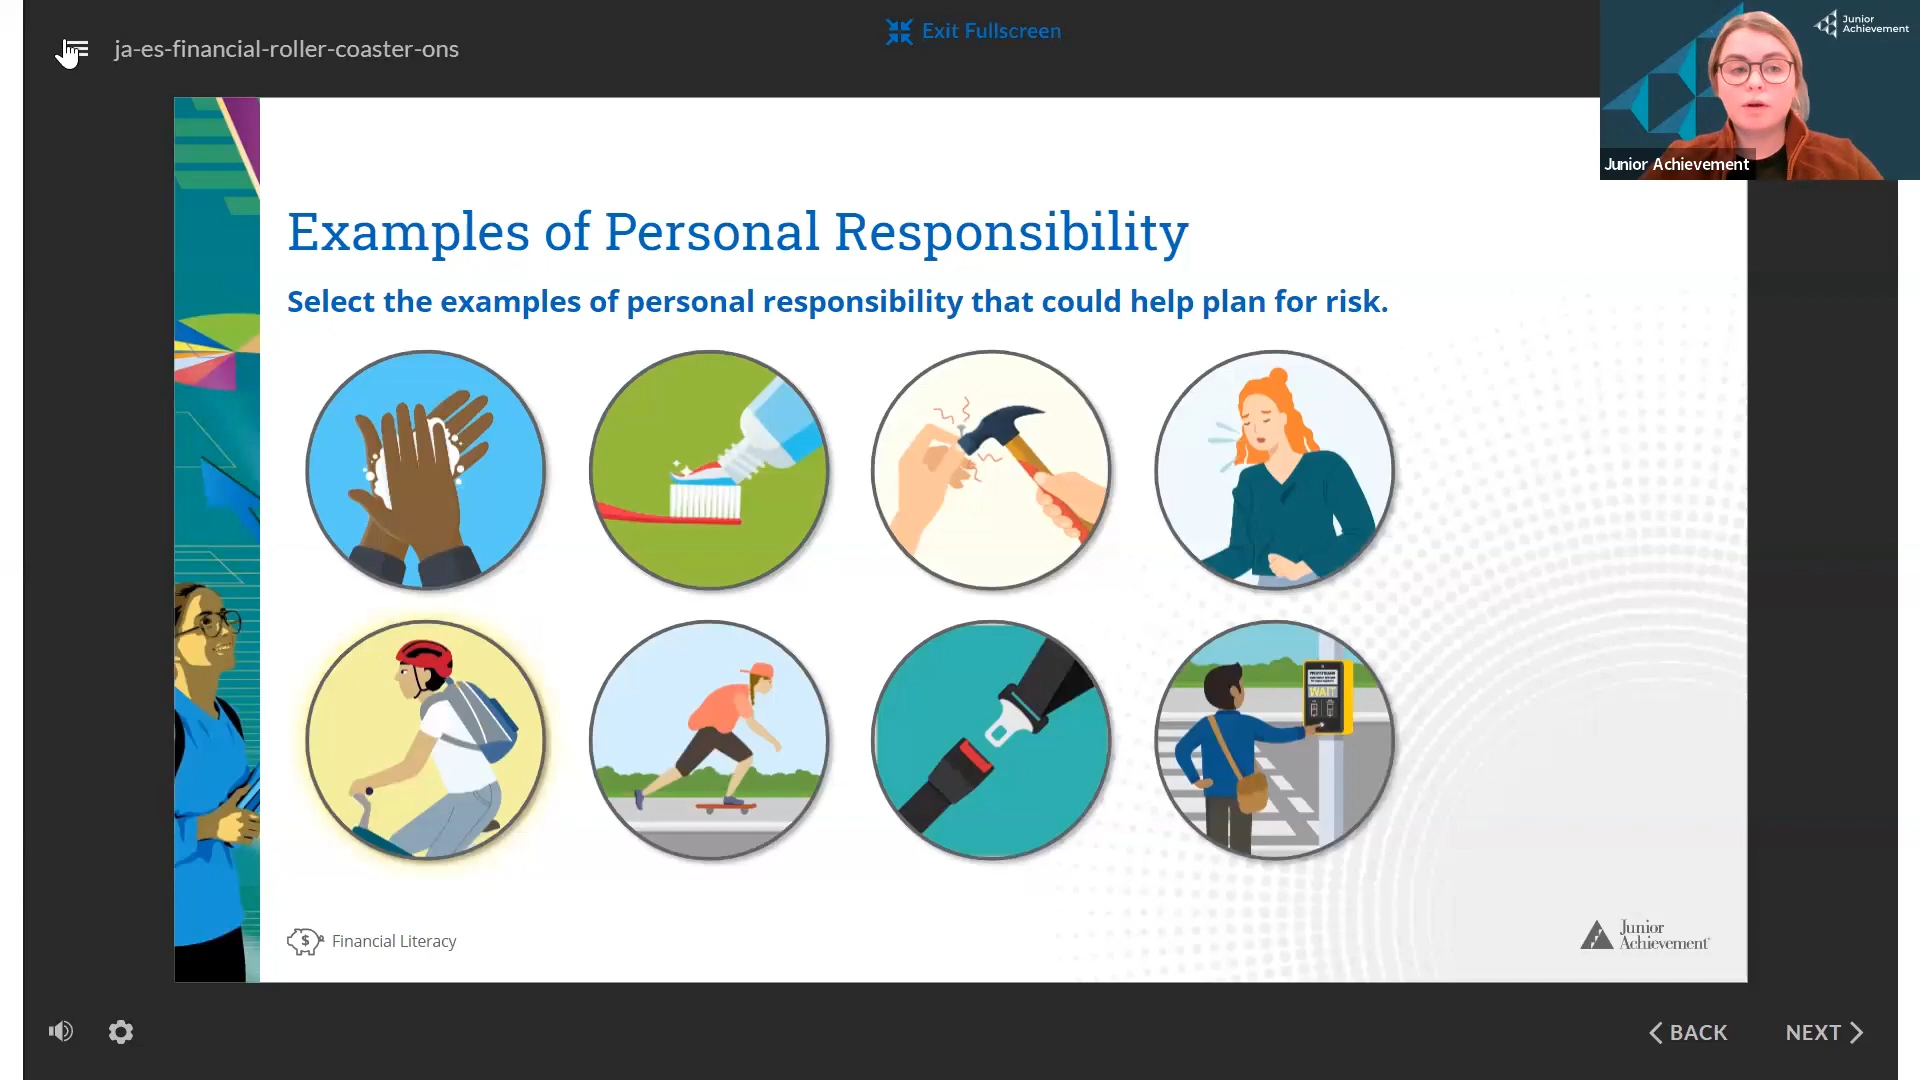 ja-es-financial-roller-coaster-ons
Exit Fullscreen
Junior
Achievement
Junior Achievement
Examples of Personal Responsibility
Select the examples of personal responsibility that could help plan for risk.
WAIT
Financial Literacy
Junior
Achievement
BACK
NEXT